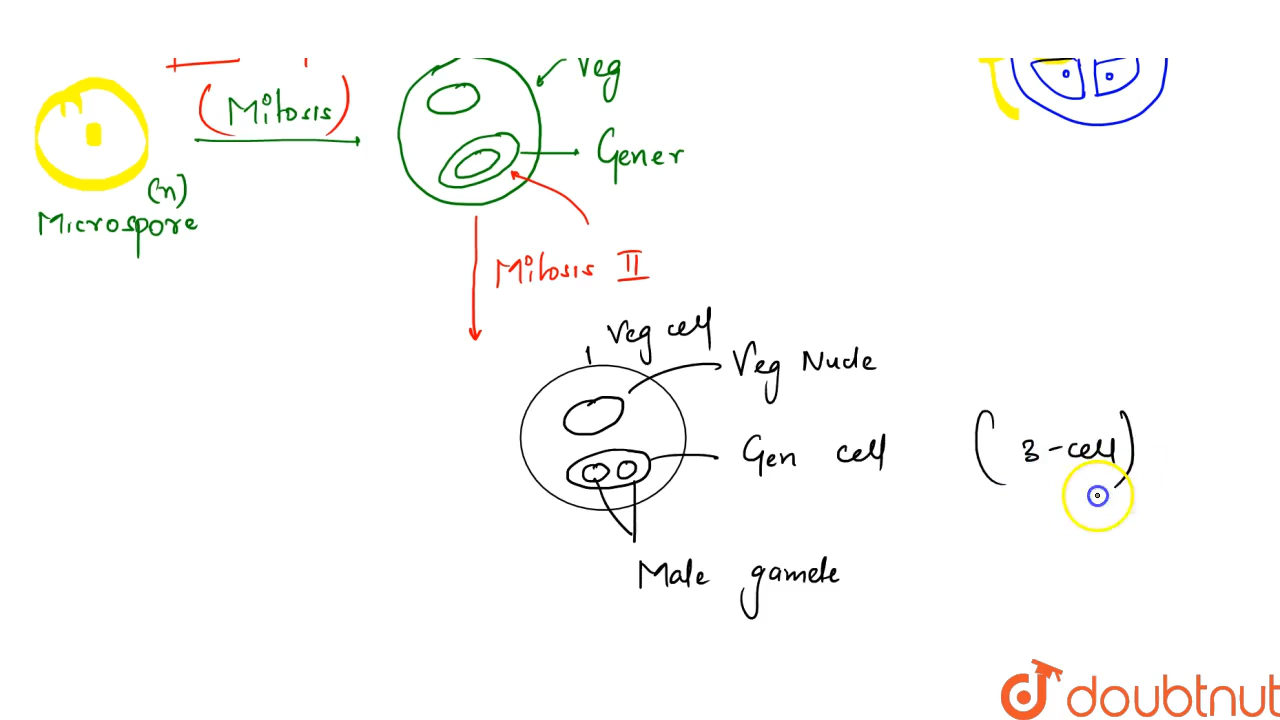 (Mitosis)
Veg
Gener
(n)
Microspore
Mitosis II
Veg cell
Veg Nucle
Gen cell
(3-cell)
Male gamete
doubtnut